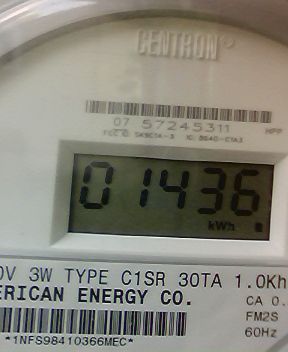 CENTRON®
07 57245311
HPP
01436
kWh
0V 3W TYPE C1SR 30TA 1.0Kh
ERICAN ENERGY CO.
CA 0.
FM2S
60Hz
*1NFS98410366MEC*